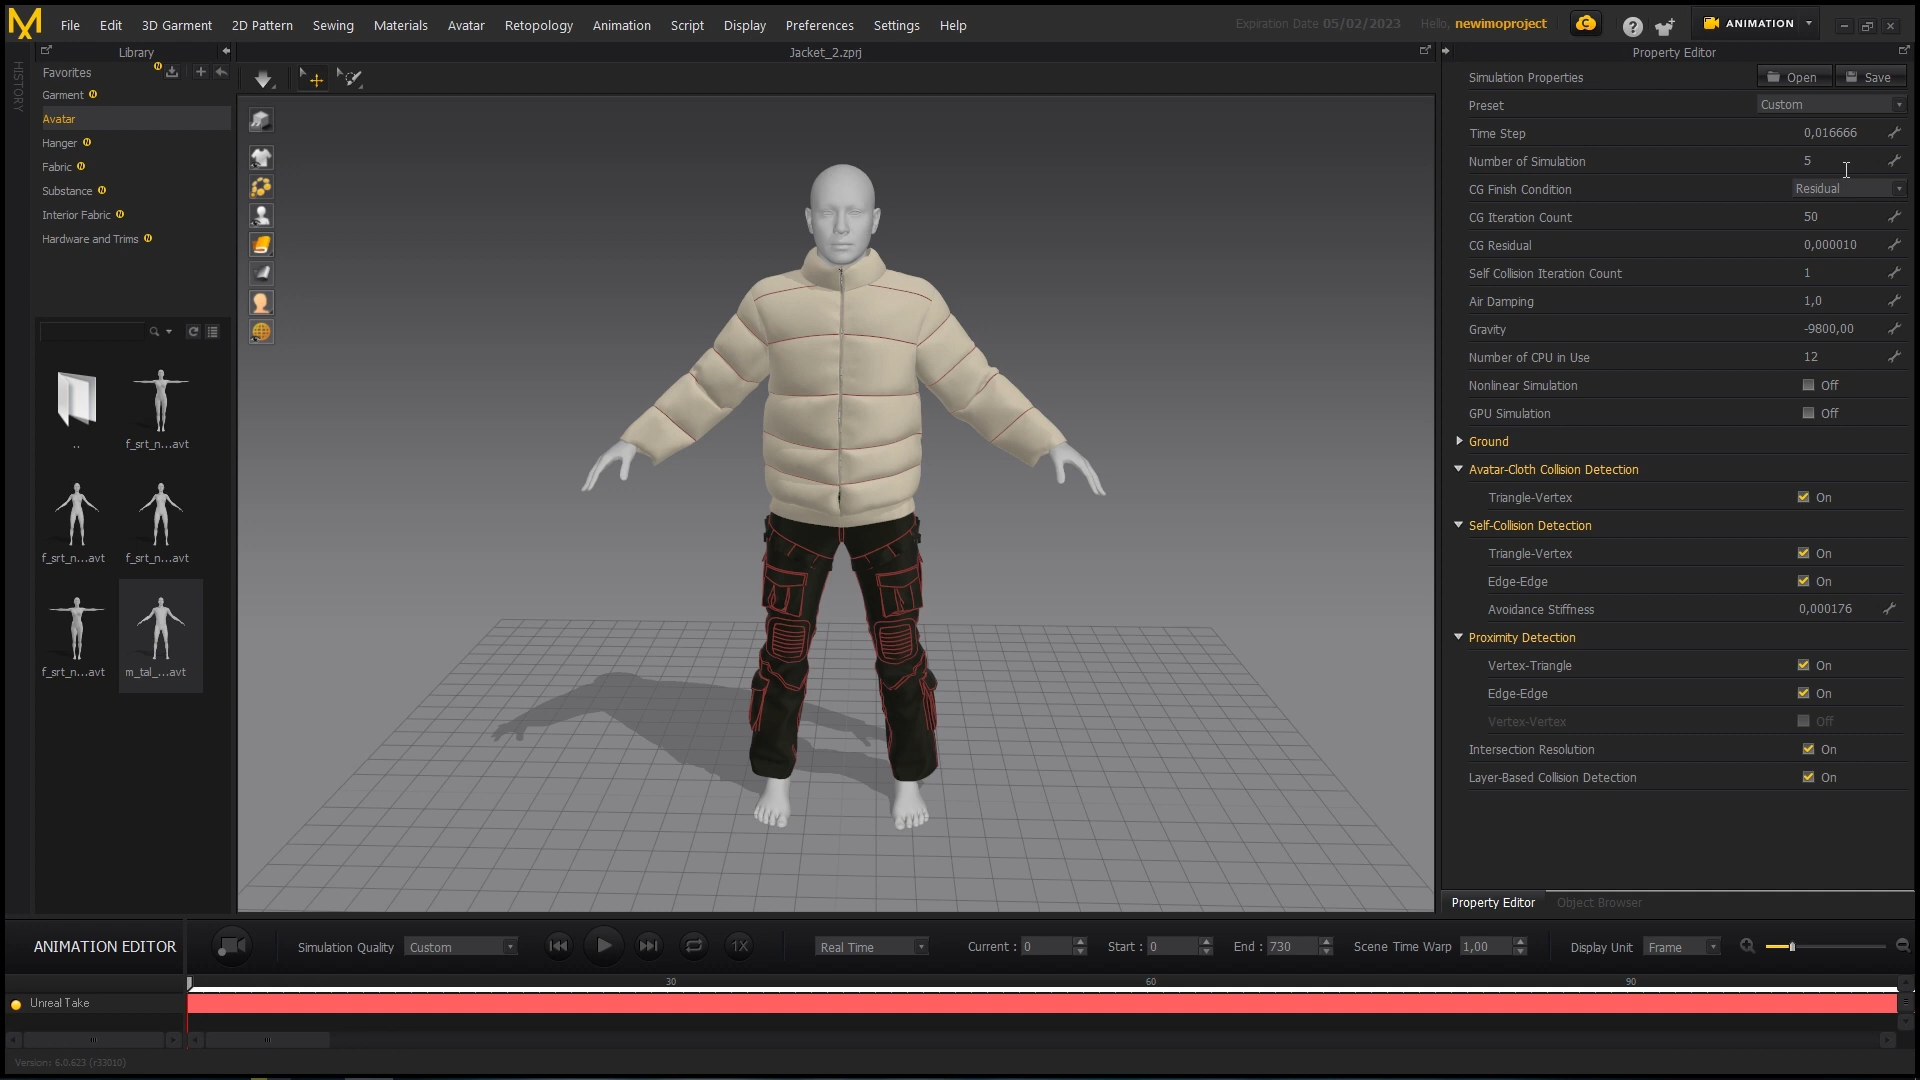 File Edit 3D Garment 2D Pattern Sewing Materials Avatar Retopology Animation Script Display Preferences Settings Help
Expiration Date 05/02/2023 Hello, newimoproject
ANIMATION
HISTORY
Library
Favorites
Garment
Avatar
Hanger
Fabric
Substance
Interior Fabric
Hardware and Trims
..
f_srt_n...avt
f_srt_n...avt
f_srt_n...avt
f_srt_n...avt
m_tal_...avt
Jacket_2.zprj
Property Editor
Simulation Properties Open Save
Preset Custom
Time Step 0,016666
Number of Simulation 5
CG Finish Condition Residual
CG Iteration Count 50
CG Residual 0,000010
Self Collision Iteration Count 1
Air Damping 1,0
Gravity -9800,00
Number of CPU in Use 12
Nonlinear Simulation Off
GPU Simulation Off
Ground
Avatar-Cloth Collision Detection
Triangle-Vertex On
Self-Collision Detection
Triangle-Vertex On
Edge-Edge On
Avoidance Stiffness 0,000176
Proximity Detection
Vertex-Triangle On
Edge-Edge On
Vertex-Vertex Off
Intersection Resolution On
Layer-Based Collision Detection On
Property Editor Object Browser
ANIMATION EDITOR Simulation Quality Custom 1X Real Time Current : 0 Start : 0 End : 730 Scene Time Warp 1,00 Display Unit Frame
30 60 90
Unreal Take
Version: 6.0.623 (r33010)